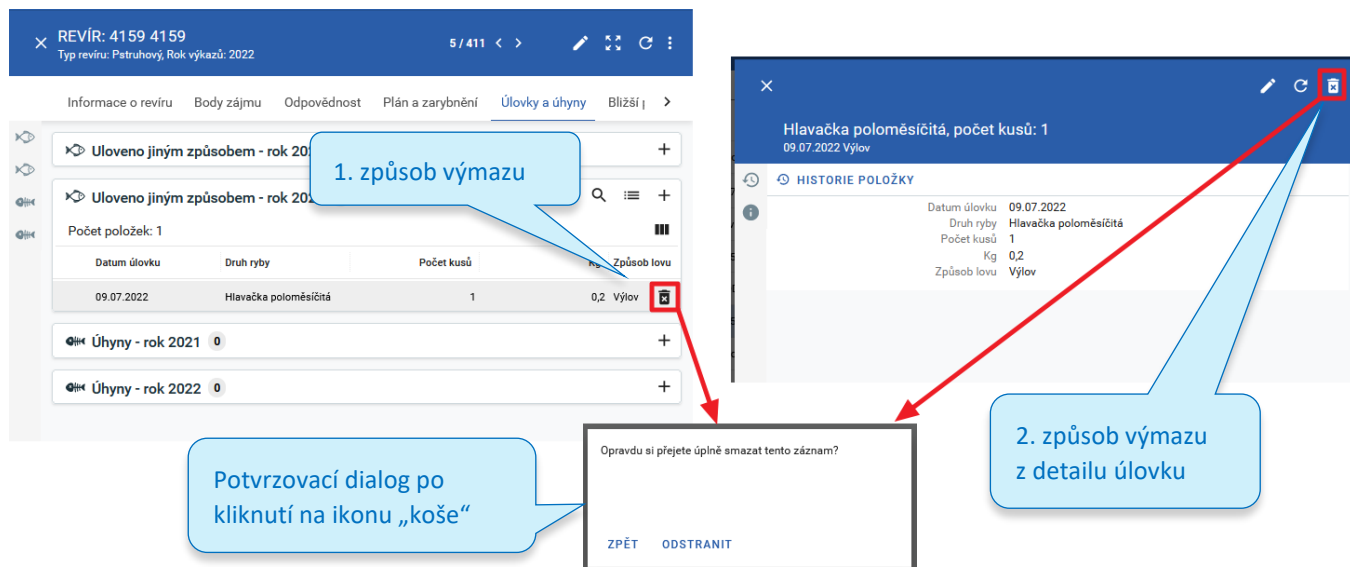 REVÍR: 4159 4159
Typ revíru: Pstruhový, Rok výkazů: 2022
5 / 411
Informace o revíru Body zájmu Odpovědnost Plán a zarybnění Úlovky a úhyny Bližší
Uloveno jiným způsobem - rok
1. způsob výmazu
Uloveno jiným způsobem - rok
Počet položek: 1
Datum úlovku Druh ryby Počet kusů Kg Způsob lovu
09.07.2022 Hlavačka poloměsíčitá 1 0,2 Výlov
Úhyny - rok 2021 0
Úhyny - rok 2022 0
Hlavačka poloměsíčitá, počet kusů: 1
09.07.2022 Výlov
HISTORIE POLOŽKY
Datum úlovku 09.07.2022
Druh ryby Hlavačka poloměsíčitá
Počet kusů 1
Kg 0,2
Způsob lovu Výlov
2. způsob výmazu
z detailu úlovku
Potvrzovací dialog po
kliknutí na ikonu „koše“
Opravdu si přejete úplně smazat tento záznam?
ZPĚT ODSTRANIT